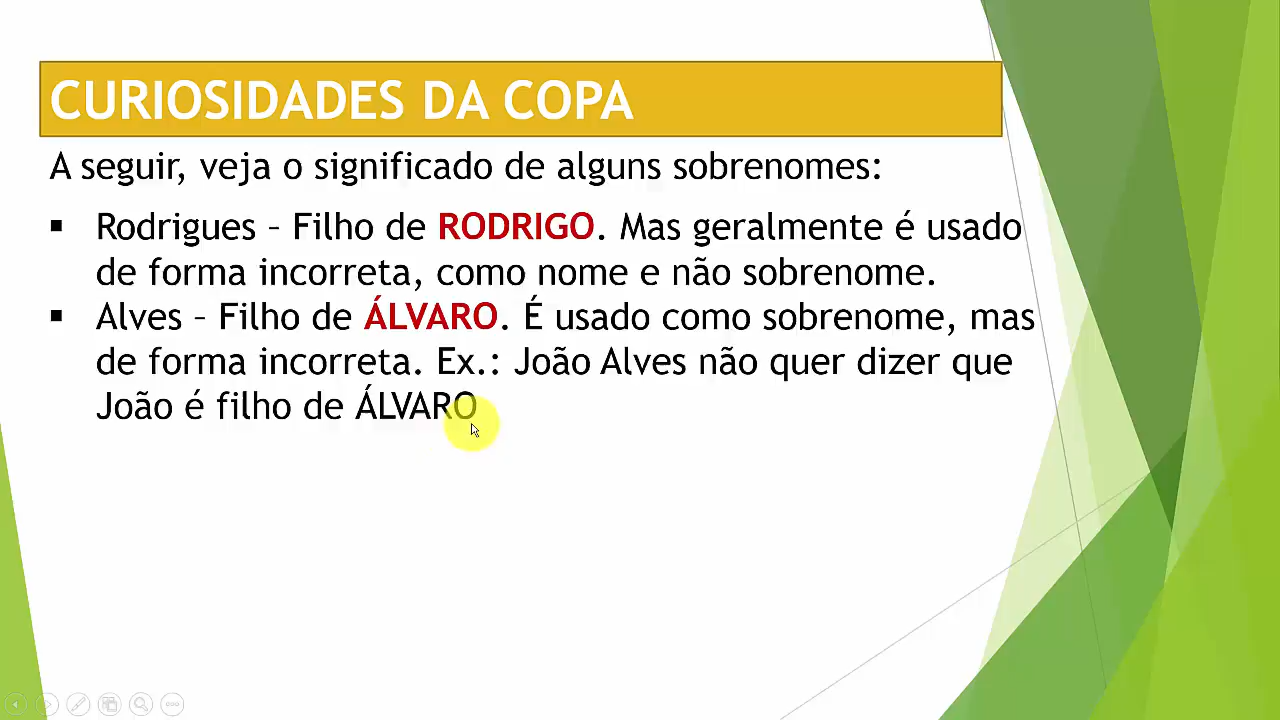 CURIOSIDADES DA COPA
A seguir, veja o significado de alguns sobrenomes:
▪ Rodrigues – Filho de RODRIGO. Mas geralmente é usado
de forma incorreta, como nome e não sobrenome.
▪ Alves – Filho de ÁLVARO. É usado como sobrenome, mas
de forma incorreta. Ex.: João Alves não quer dizer que
João é filho de ÁLVARO